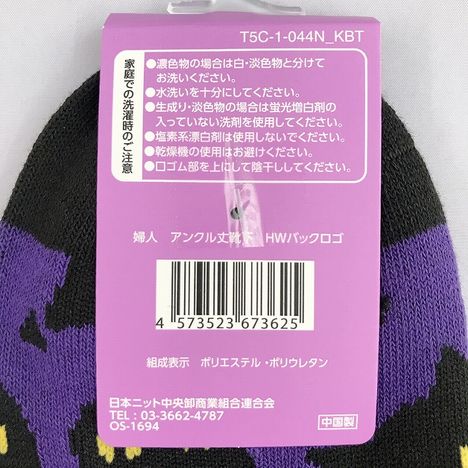 T5C-1-044N_KBT
家庭での洗濯時のご注意
●濃色物の場合は白・淡色物と分けて
お洗いください。
●水洗いを十分にしてください。
●生成り・淡色物の場合は蛍光増白剤の
入っていない洗剤を使用してください。
●塩素系漂白剤は使用しないでください。
●乾燥機の使用はお避けください。
●口ゴム部を上にして陰干ししてください。
婦人 アンクル丈靴下 HWバックロゴ
4 573523 673625
組成表示 ポリエステル・ポリウレタン
日本ニット中央卸商業組合連合会
TEL : 03-3662-4787
OS-1694
中国製